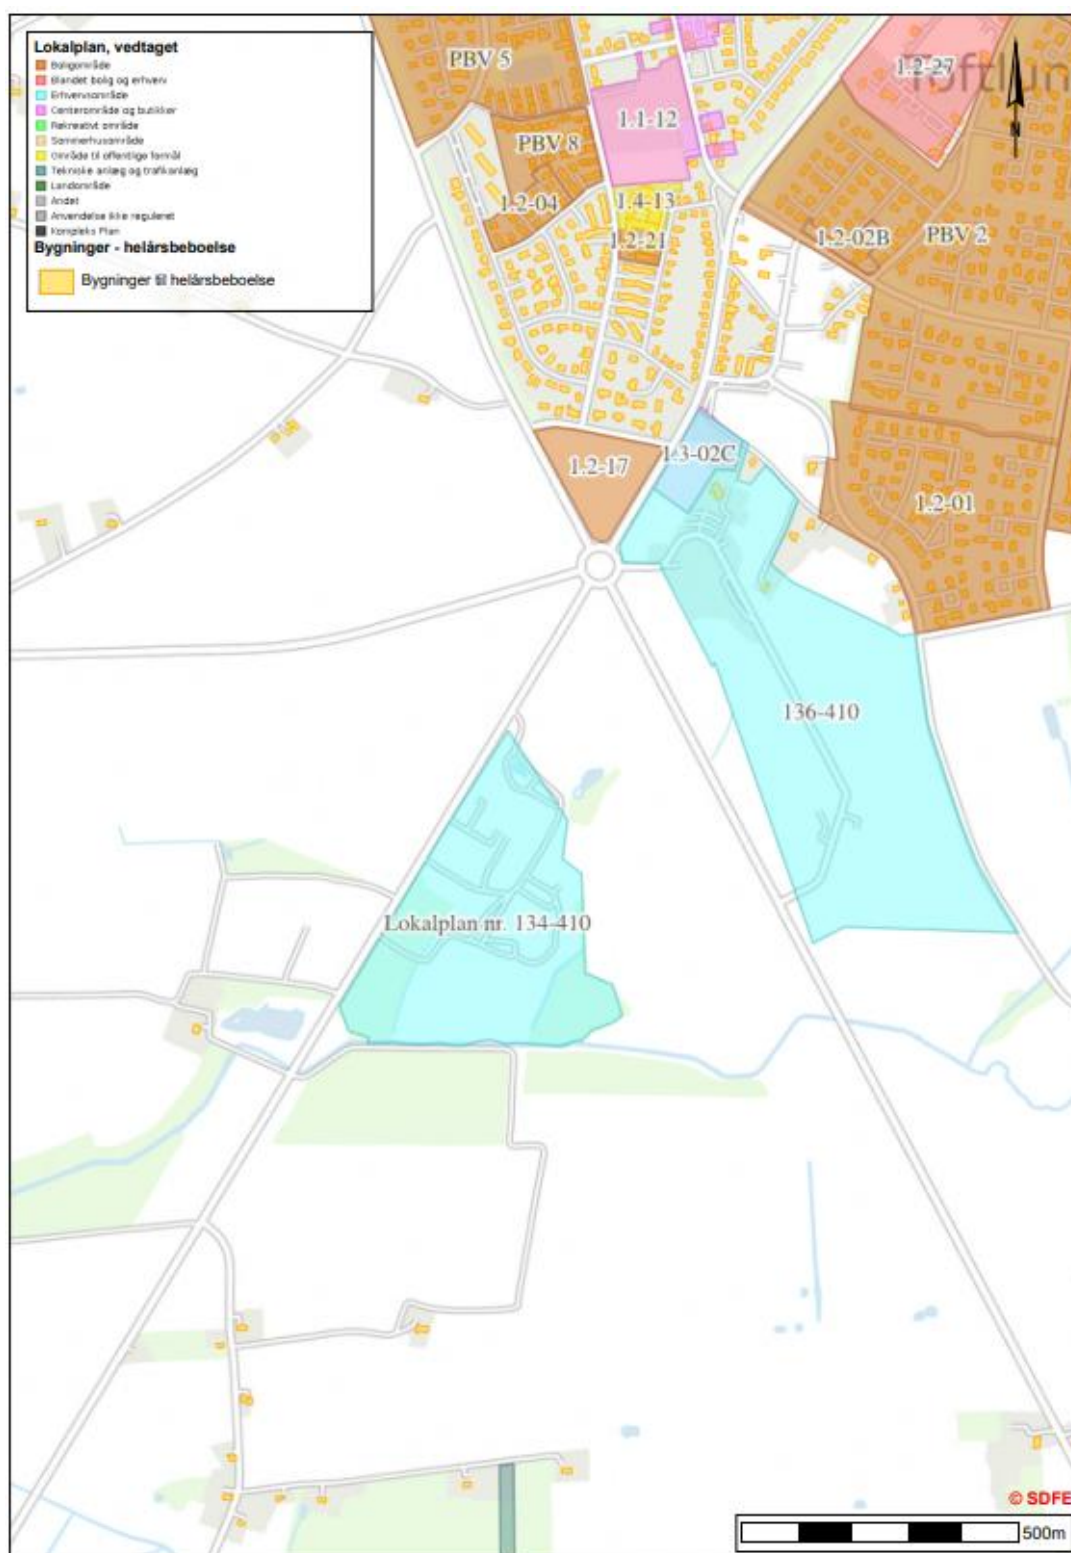 Lokalplan, vedtaget
Boligområde
Blandet bolig og erhverv
Erhvervsområde
Centerområde og butikker
Rekreativt område
Sommerhusområde
Område til offentlige formål
Tekniske anlæg og trafikanlæg
Landområde
Andet
Anvendelse ikke reguleret
Kompleks Plan
Bygninger - helårsbeboelse
Bygninger til helårsbeboelse
PBV 5
1.2-27
Toftlun
N
1.1-12
PBV 8
1.2-04
1.4-13
1.2-21
1.2-02B
PBV 2
1.2-17
1.3-02C
1.2-01
136-410
Lokalplan nr. 134-410
© SDFE
500m